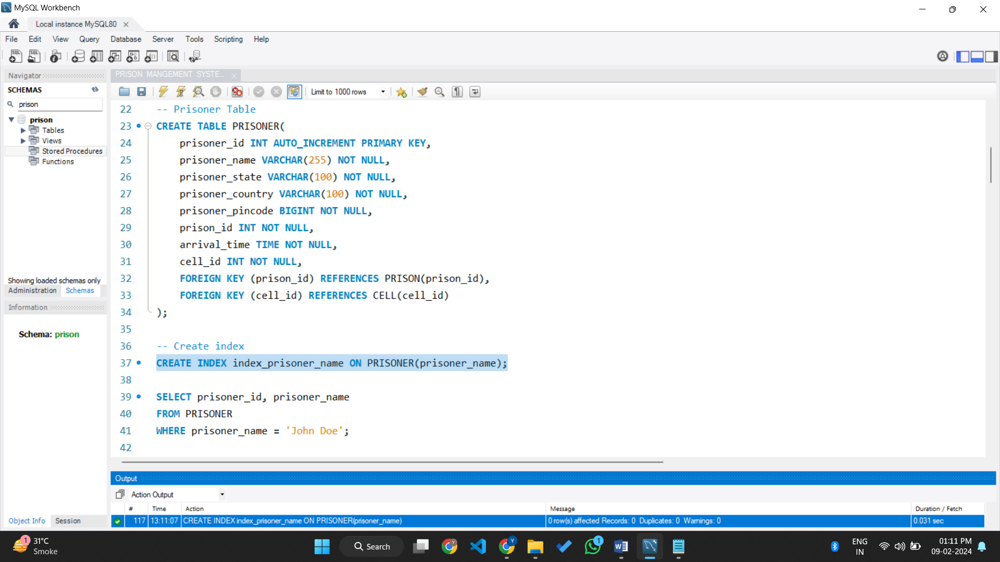 MySQL Workbench
Local instance MySQL80
File Edit View Query Database Server Tools Scripting Help
Navigator
PRISON MANGEMENT SYSTE...
SCHEMAS
Limit to 1000 rows
prison
prison
Tables
Views
Stored Procedures
Functions
Showing loaded schemas only
Administration Schemas
Information
Schema: prison
Object Info Session
22 -- Prisoner Table
23 CREATE TABLE PRISONER(
24 prisoner_id INT AUTO_INCREMENT PRIMARY KEY,
25 prisoner_name VARCHAR(255) NOT NULL,
26 prisoner_state VARCHAR(100) NOT NULL,
27 prisoner_country VARCHAR(100) NOT NULL,
28 prisoner_pincode BIGINT NOT NULL,
29 prison_id INT NOT NULL,
30 arrival_time TIME NOT NULL,
31 cell_id INT NOT NULL,
32 FOREIGN KEY (prison_id) REFERENCES PRISON(prison_id),
33 FOREIGN KEY (cell_id) REFERENCES CELL(cell_id)
34 );
35
36 -- Create index
37 CREATE INDEX index_prisoner_name ON PRISONER(prisoner_name);
38
39 SELECT prisoner_id, prisoner_name
40 FROM PRISONER
41 WHERE prisoner_name = 'John Doe';
42
Output
Action Output
# Time Action Message Duration / Fetch
117 13:11:07 CREATE INDEX index_prisoner_name ON PRISONER(prisoner_name) 0 row(s) affected Records: 0 Duplicates: 0 Warnings: 0 0.031 sec
1
31°C
Smoke
Search
Y
Y
1
ENG
IN
01:11 PM
09-02-2024